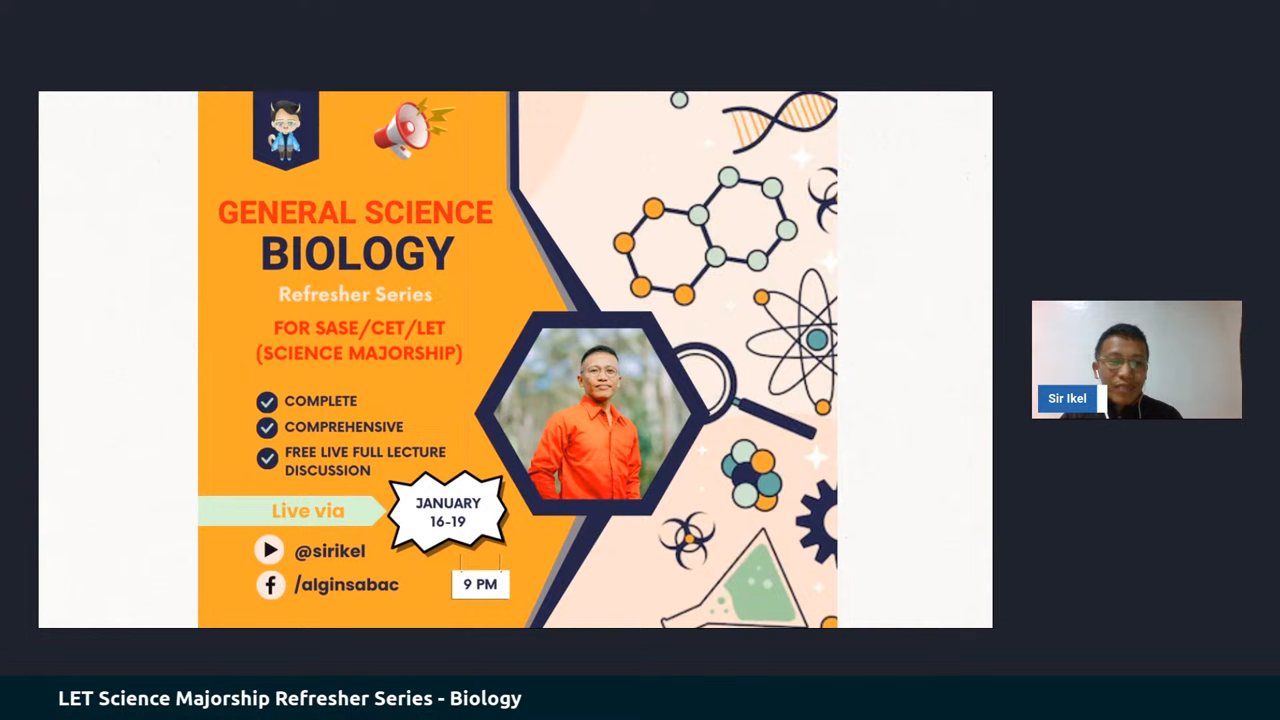 GENERAL SCIENCE
BIOLOGY
Refresher Series
FOR SASE/CET/LET
(SCIENCE MAJORSHIP)
COMPLETE
COMPREHENSIVE
FREE LIVE FULL LECTURE
DISCUSSION
Live via
JANUARY
16-19
@sirikel
/alginsabac
9 PM
Sir Ikel
LET Science Majorship Refresher Series - Biology